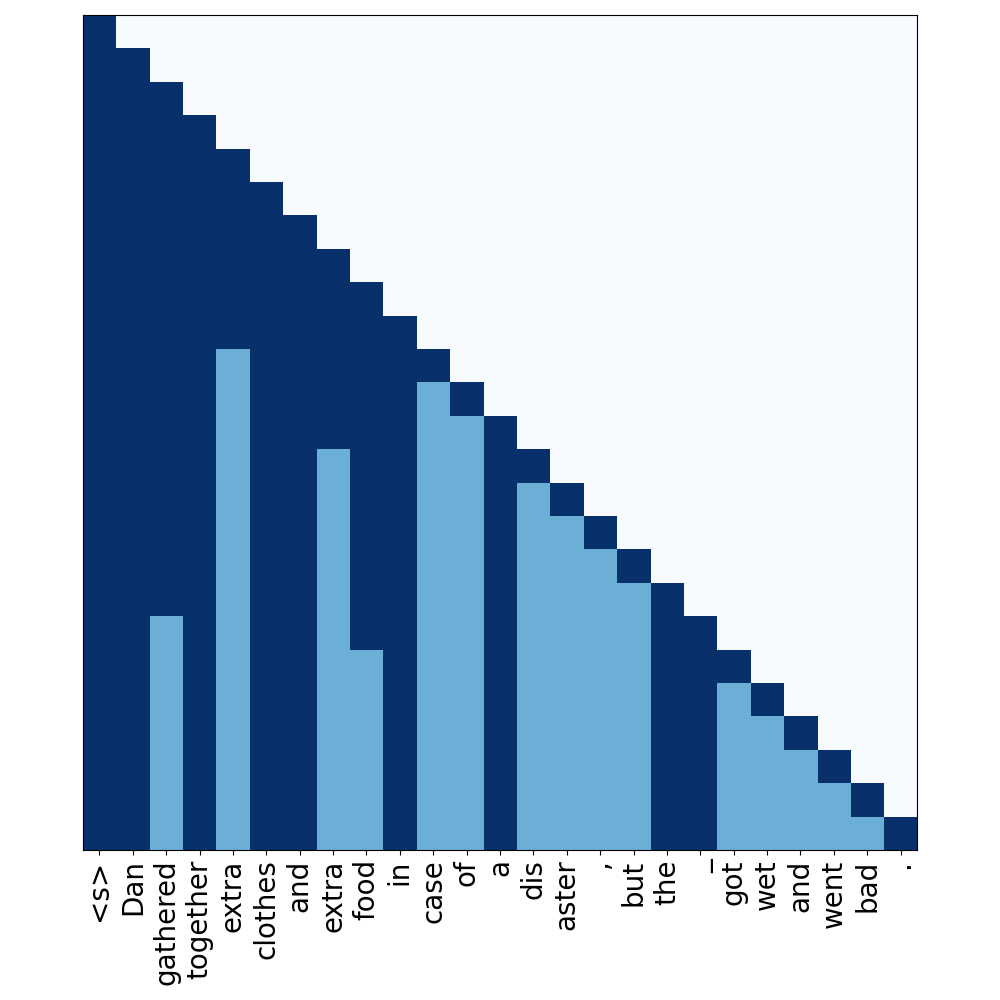 <s> Dan gathered together extra clothes and extra food in case of a dis aster , but the _ got wet and went bad .